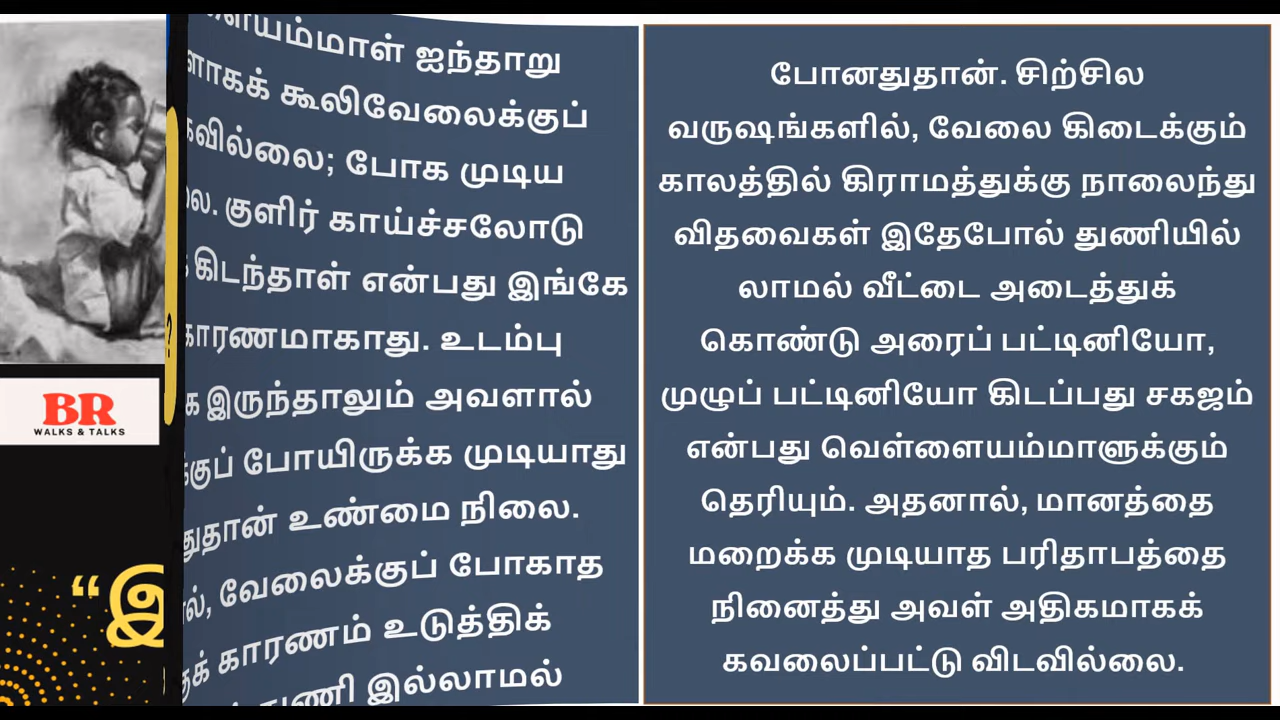 BR
WALKS & TALKS
?
“இ
ஐந்தாறு
கூலிவேலைக்குப்
போக முடிய
குளிர் காய்ச்சலோடு
கிடந்தாள் என்பது இங்கே
உடம்பு
இருந்தாலும் அவளால்
போயிருக்க முடியாது
உண்மை நிலை.
வேலைக்குப் போகாத
காரணம் உடுத்திக்
இல்லாமல்
போனதுதான். சிற்சில
வருஷங்களில், வேலை கிடைக்கும்
காலத்தில் கிராமத்துக்கு நாலைந்து
விதவைகள் இதேபோல் துணியில்
லாமல் வீட்டை அடைத்துக்
கொண்டு அரைப் பட்டினியோ,
முழுப் பட்டினியோ கிடப்பது சகஜம்
என்பது வெள்ளையம்மாளுக்கும்
தெரியும். அதனால், மானத்தை
மறைக்க முடியாத பரிதாபத்தை
நினைத்து அவள் அதிகமாகக்
கவலைப்பட்டு விடவில்லை.